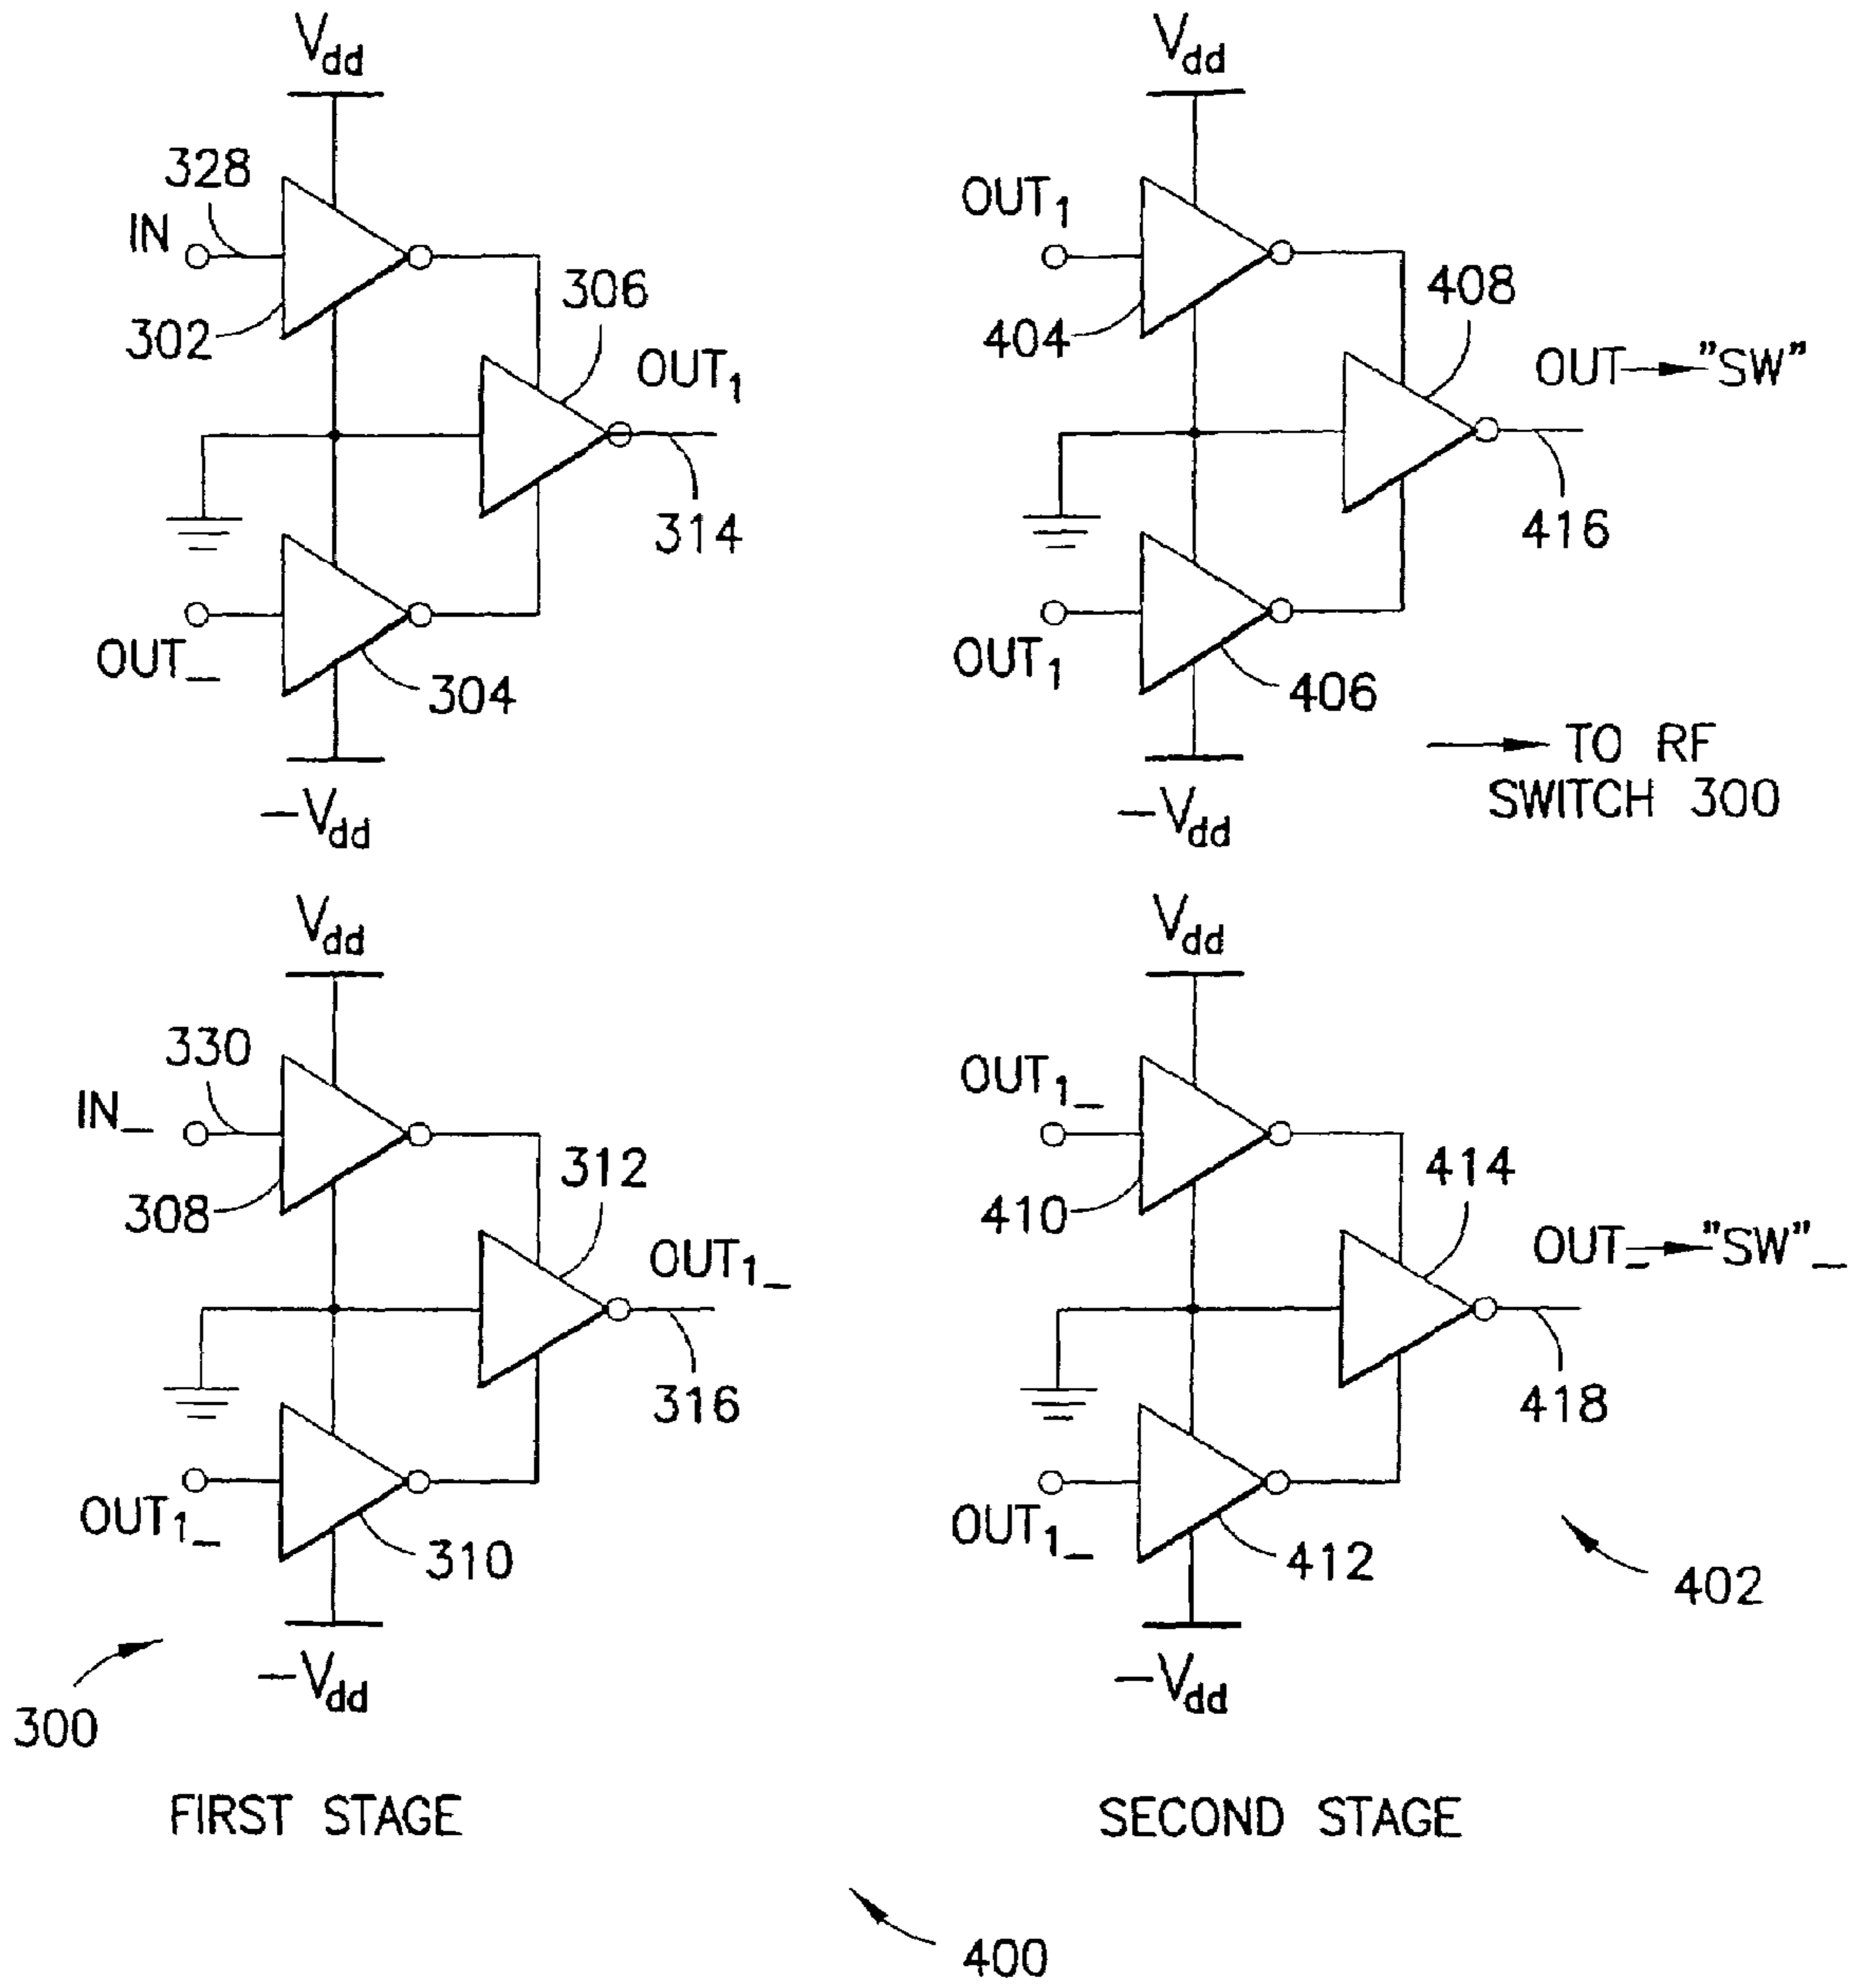 Vdd
328
IN
302
306
OUT1
314
OUT_
304
-Vdd
Vdd
OUT1
404
408
OUT→"SW"
416
OUT1
406
→ TO RF
SWITCH 300
-Vdd
Vdd
330
IN_
308
312
OUT1_
316
OUT1_
310
-Vdd
300
FIRST STAGE
Vdd
OUT1_
410
414
OUT_→"SW"_
418
OUT1_
412
402
-Vdd
SECOND STAGE
400